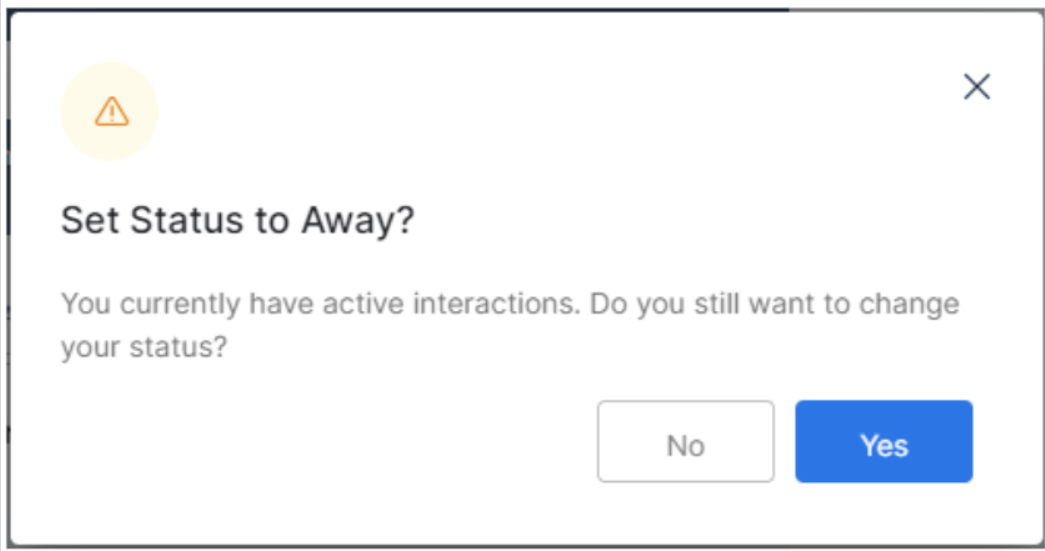 Set Status to Away?
You currently have active interactions. Do you still want to change
your status?
No
Yes